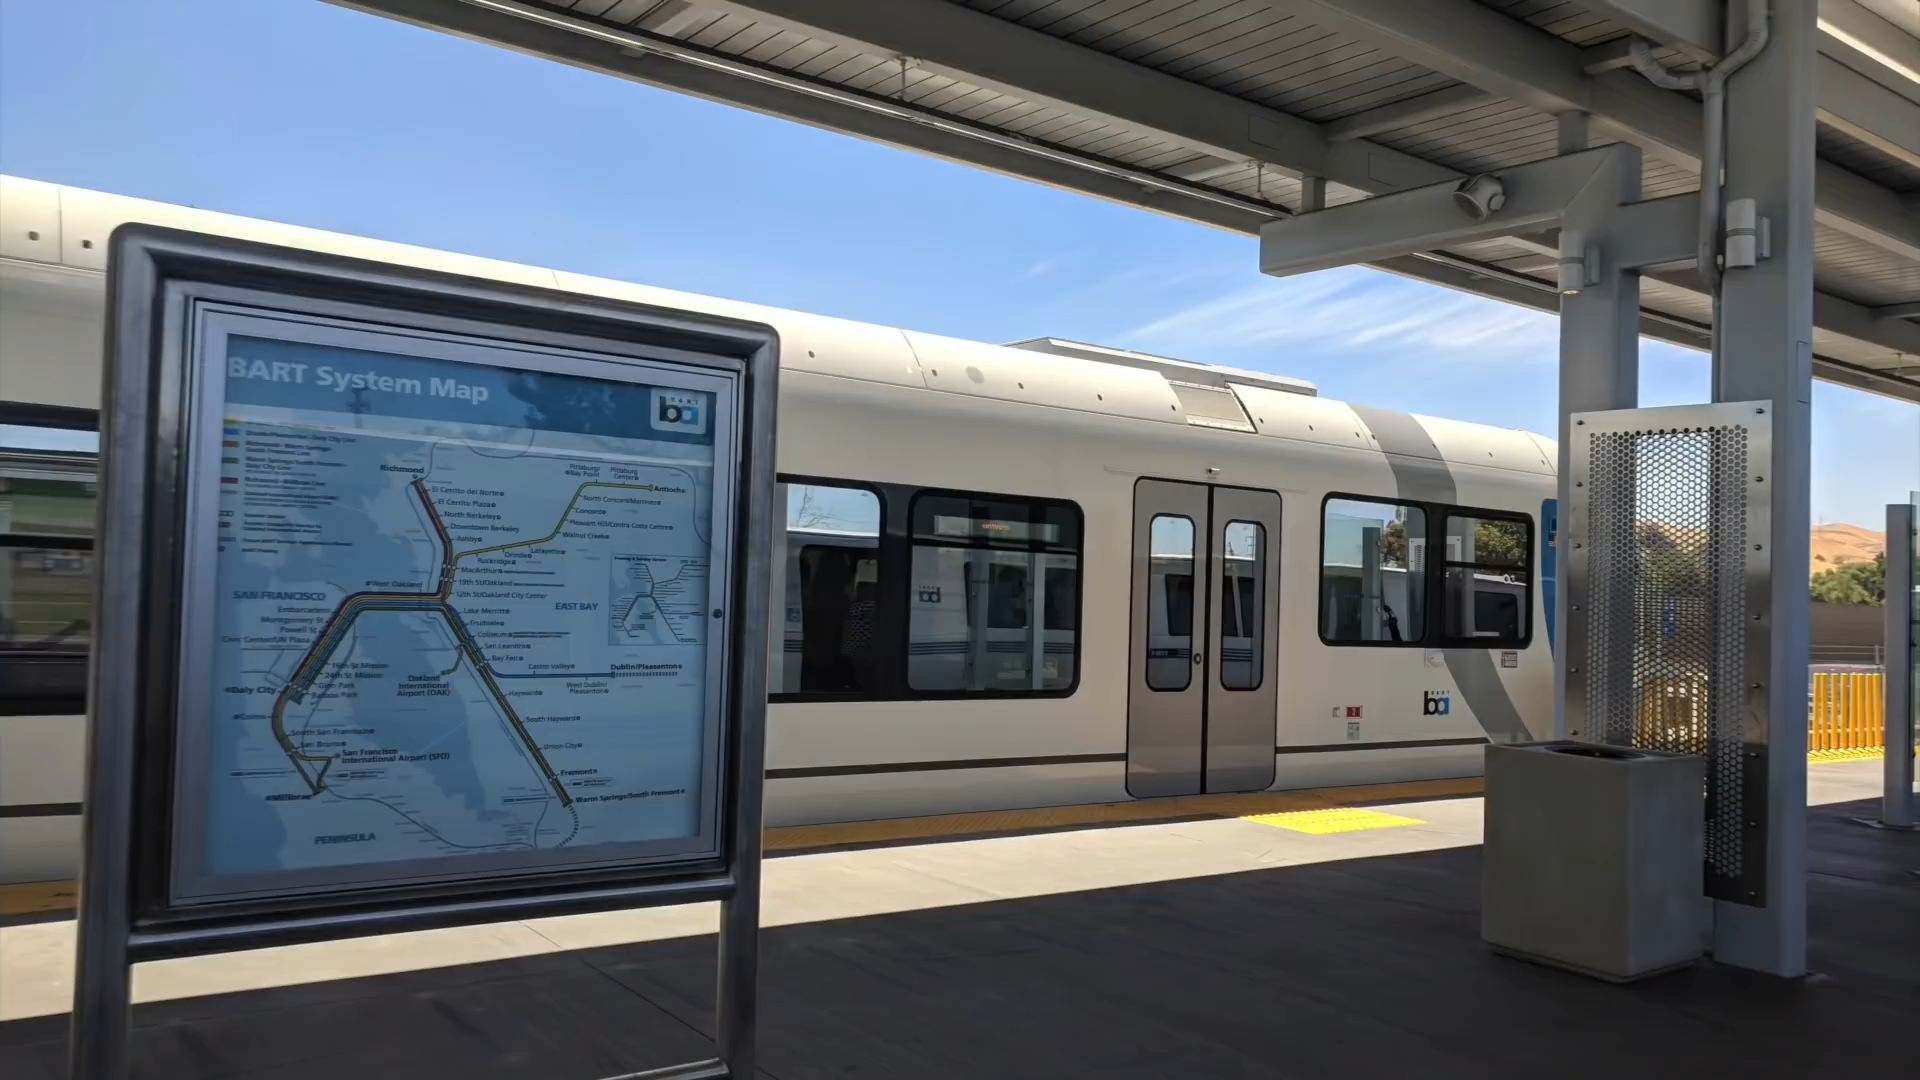 BART System Map
BART
ba
Richmond
El Cerrito del Norte
El Cerrito Plaza
North Berkeley
Downtown Berkeley
Ashby
Pittsburg/
Bay Point
Pittsburg
Center
Antioch
North Concord/Martinez
Concord
Pleasant Hill/Contra Costa Centre
Walnut Creek
Lafayette
Orinda
Rockridge
MacArthur
19th St/Oakland
12th St/Oakland City Center
West Oakland
SAN FRANCISCO
Embarcadero
Montgomery St
Powell St
Civic Center/UN Plaza
16th St Mission
24th St Mission
Glen Park
Balboa Park
Daly City
Colma
South San Francisco
San Bruno
San Francisco
International Airport (SFO)
Millbrae
PENINSULA
EAST BAY
Lake Merritt
Fruitvale
Coliseum
San Leandro
Bay Fair
Oakland
International
Airport (OAK)
Castro Valley
West Dublin/
Pleasanton
Dublin/Pleasanton
Hayward
South Hayward
Union City
Fremont
Warm Springs/South Fremont
BART
ba